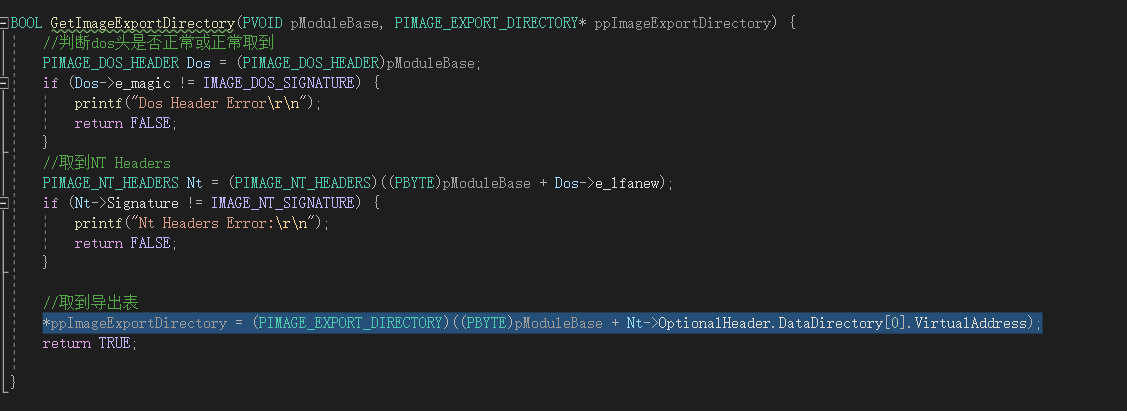 BOOL GetImageExportDirectory(PVOID pModuleBase, PIMAGE_EXPORT_DIRECTORY* ppImageExportDirectory) {
//判断dos头是否正常或正常取到
PIMAGE_DOS_HEADER Dos = (PIMAGE_DOS_HEADER)pModuleBase;
if (Dos->e_magic != IMAGE_DOS_SIGNATURE) {
printf("Dos Header Error\r\n");
return FALSE;
}
//取到NT Headers
PIMAGE_NT_HEADERS Nt = (PIMAGE_NT_HEADERS)((PBYTE)pModuleBase + Dos->e_lfanew);
if (Nt->Signature != IMAGE_NT_SIGNATURE) {
printf("Nt Headers Error:\r\n");
return FALSE;
}
//取到导出表
*ppImageExportDirectory = (PIMAGE_EXPORT_DIRECTORY)((PBYTE)pModuleBase + Nt->OptionalHeader.DataDirectory[0].VirtualAddress);
return TRUE;
}